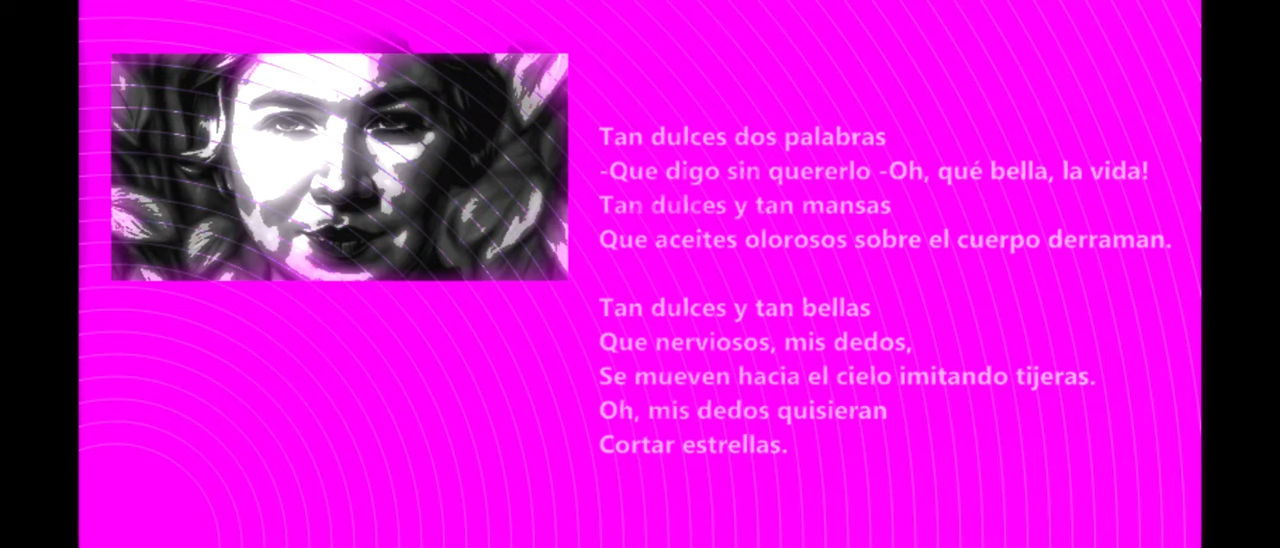 Tan dulces dos palabras
-Que digo sin quererlo -Oh, qué bella, la vida!
Tan dulces y tan mansas
Que aceites olorosos sobre el cuerpo derraman.
Tan dulces y tan bellas
Que nerviosos, mis dedos,
Se mueven hacia el cielo imitando tijeras.
Oh, mis dedos quisieran
Cortar estrellas.